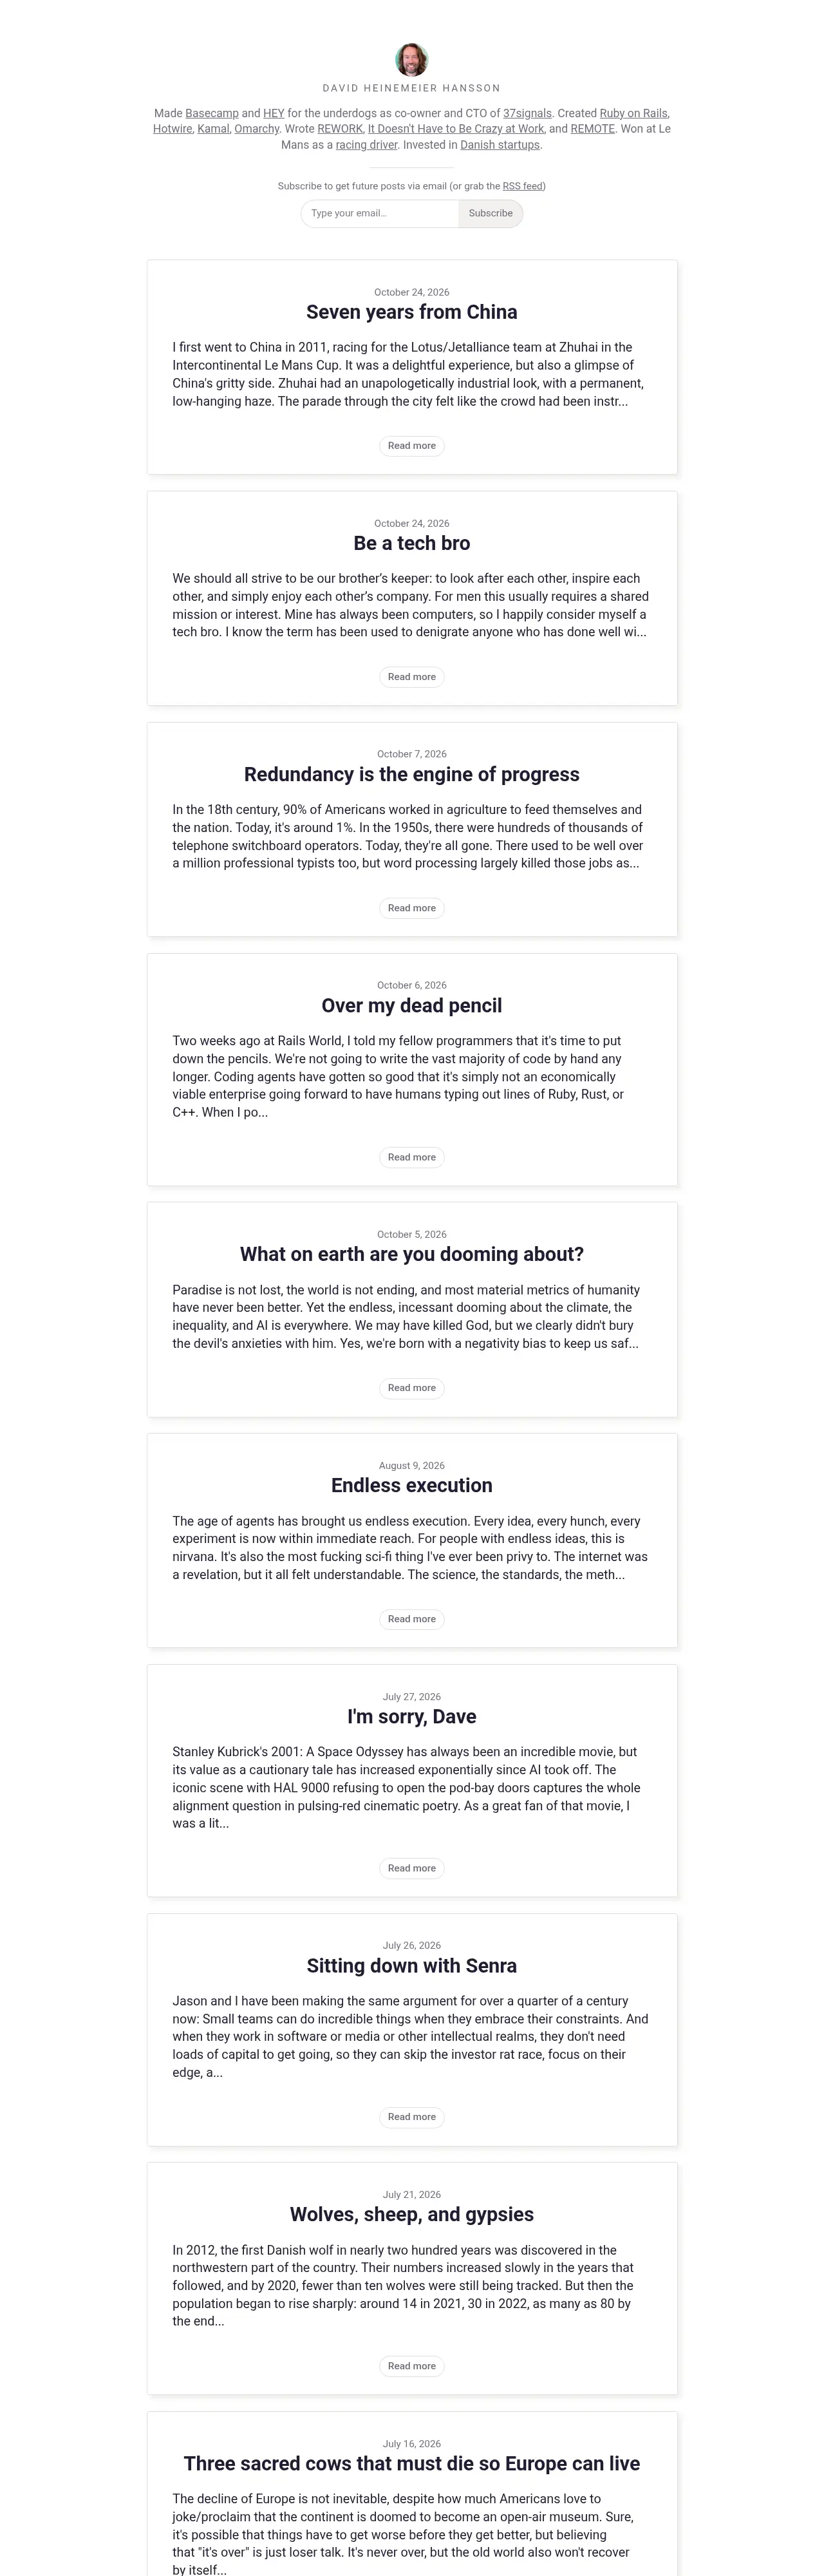 DAVID HEINEMEIER HANSSON
Made Basecamp and HEY for the underdogs as co-owner and CTO of 37signals. Created Ruby on Rails,
Hotwire, Kamal, Omarchy. Wrote REWORK, It Doesn't Have to Be Crazy at Work, and REMOTE. Won at Le
Mans as a racing driver. Invested in Danish startups.
Subscribe to get future posts via email (or grab the RSS feed)
Type your email... Subscribe
October 24, 2026
Seven years from China
I first went to China in 2011, racing for the Lotus/Jetalliance team at Zhuhai in the
Intercontinental Le Mans Cup. It was a delightful experience, but also a glimpse of
China's gritty side. Zhuhai had an unapologetically industrial look, with a permanent,
low-hanging haze. The parade through the city felt like the crowd had been instr...
Read more
October 24, 2026
Be a tech bro
We should all strive to be our brother’s keeper: to look after each other, inspire each
other, and simply enjoy each other’s company. For men this usually requires a shared
mission or interest. Mine has always been computers, so I happily consider myself a
tech bro. I know the term has been used to denigrate anyone who has done well wi...
Read more
October 7, 2026
Redundancy is the engine of progress
In the 18th century, 90% of Americans worked in agriculture to feed themselves and
the nation. Today, it's around 1%. In the 1950s, there were hundreds of thousands of
telephone switchboard operators. Today, they're all gone. There used to be well over
a million professional typists too, but word processing largely killed those jobs as...
Read more
October 6, 2026
Over my dead pencil
Two weeks ago at Rails World, I told my fellow programmers that it's time to put
down the pencils. We're not going to write the vast majority of code by hand any
longer. Coding agents have gotten so good that it's simply not an economically
viable enterprise going forward to have humans typing out lines of Ruby, Rust, or
C++. When I po...
Read more
October 5, 2026
What on earth are you dooming about?
Paradise is not lost, the world is not ending, and most material metrics of humanity
have never been better. Yet the endless, incessant dooming about the climate, the
inequality, and AI is everywhere. We may have killed God, but we clearly didn't bury
the devil's anxieties with him. Yes, we're born with a negativity bias to keep us saf...
Read more
August 9, 2026
Endless execution
The age of agents has brought us endless execution. Every idea, every hunch, every
experiment is now within immediate reach. For people with endless ideas, this is
nirvana. It's also the most fucking sci-fi thing I've ever been privy to. The internet was
a revelation, but it all felt understandable. The science, the standards, the meth...
Read more
July 27, 2026
I'm sorry, Dave
Stanley Kubrick's 2001: A Space Odyssey has always been an incredible movie, but
its value as a cautionary tale has increased exponentially since AI took off. The
iconic scene with HAL 9000 refusing to open the pod-bay doors captures the whole
alignment question in pulsing-red cinematic poetry. As a great fan of that movie, I
was a lit...
Read more
July 26, 2026
Sitting down with Senra
Jason and I have been making the same argument for over a quarter of a century
now: Small teams can do incredible things when they embrace their constraints. And
when they work in software or media or other intellectual realms, they don't need
loads of capital to get going, so they can skip the investor rat race, focus on their
edge, a...
Read more
July 21, 2026
Wolves, sheep, and gypsies
In 2012, the first Danish wolf in nearly two hundred years was discovered in the
northwestern part of the country. Their numbers increased slowly in the years that
followed, and by 2020, fewer than ten wolves were still being tracked. But then the
population began to rise sharply: around 14 in 2021, 30 in 2022, as many as 80 by
the end...
Read more
July 16, 2026
Three sacred cows that must die so Europe can live
The decline of Europe is not inevitable, despite how much Americans love to
joke/proclaim that the continent is doomed to become an open-air museum. Sure,
it's possible that things have to get worse before they get better, but believing
that "it's over" is just loser talk. It's never over, but the old world also won't recover
by itself...